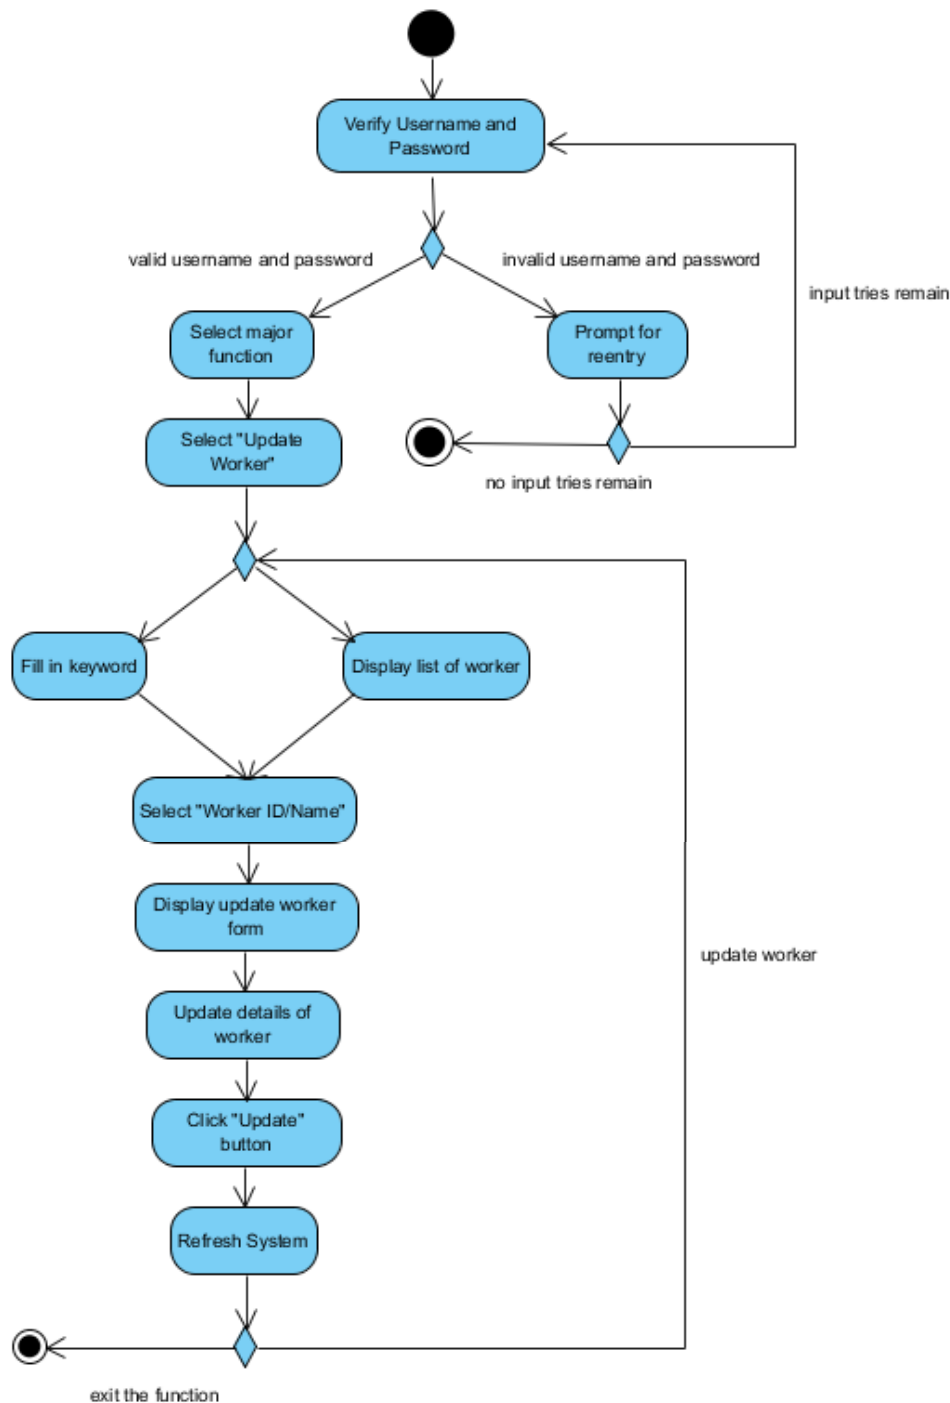 Verify Username and
Password
valid username and password
invalid username and password
input tries remain
Select major
function
Prompt for
reentry
Select "Update
Worker"
no input tries remain
Fill in keyword
Display list of worker
Select "Worker ID/Name"
Display update worker
form
update worker
Update details of
worker
Click "Update"
button
Refresh System
exit the function